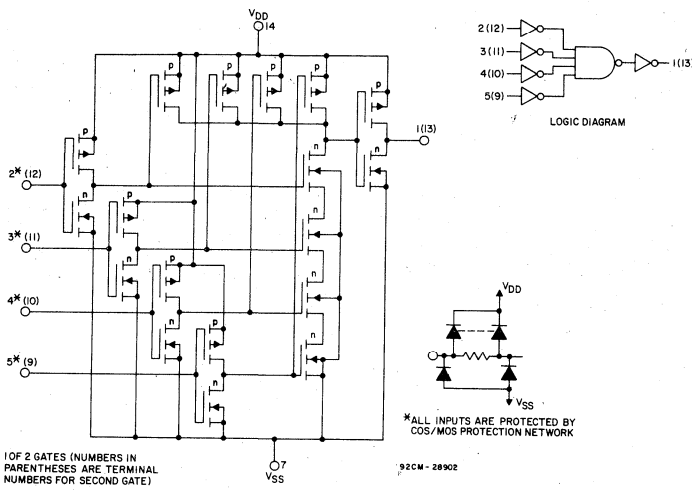 VDD
14
p
p
p
p
p
p
1(13)
n
n
2*(12)
n
p
n
3*(11)
n
p
n
4*(10)
n
n
p
5*(9)
n
7
VSS
1 OF 2 GATES (NUMBERS IN
PARENTHESES ARE TERMINAL
NUMBERS FOR SECOND GATE)
92CM-28902
2(12)
3(11)
4(10)
5(9)
1(13)
LOGIC DIAGRAM
VDD
VSS
*ALL INPUTS ARE PROTECTED BY
COS/MOS PROTECTION NETWORK